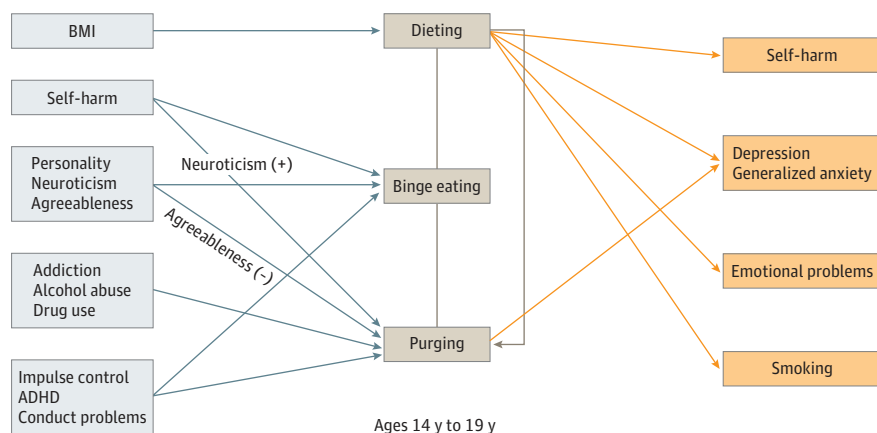 BMI
Self-harm
Personality
Neuroticism
Agreeableness
Addiction
Alcohol abuse
Drug use
Impulse control
ADHD
Conduct problems
Neuroticism (+)
Agreeableness (-)
Dieting
Binge eating
Purging
Self-harm
Depression
Generalized anxiety
Emotional problems
Smoking
Ages 14 y to 19 y